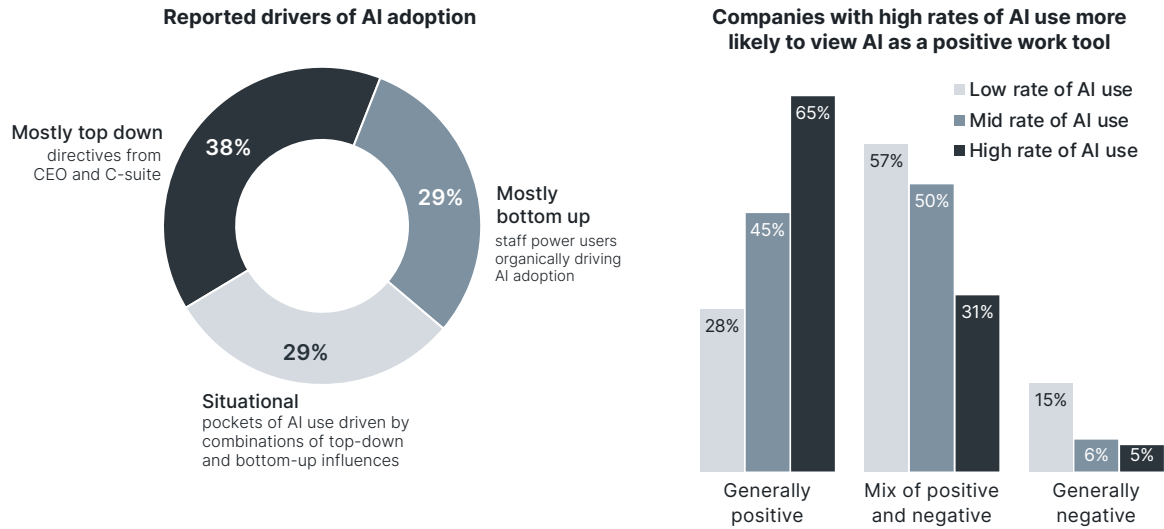 Reported drivers of AI adoption
Mostly top down
directives from
CEO and C-suite
38%
29%
Mostly
bottom up
staff power users
organically driving
AI adoption
29%
Situational
pockets of AI use driven by
combinations of top-down
and bottom-up influences
Companies with high rates of AI use more
likely to view AI as a positive work tool
Low rate of AI use
Mid rate of AI use
High rate of AI use
28%
45%
65%
57%
50%
31%
15%
6%
5%
Generally
positive
Mix of positive
and negative
Generally
negative